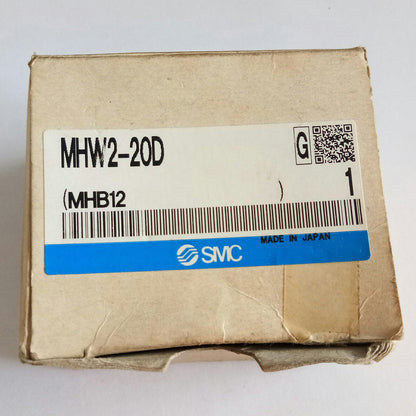 MHW2-20D
G
(MHB12 )
1
MADE IN JAPAN
SMC